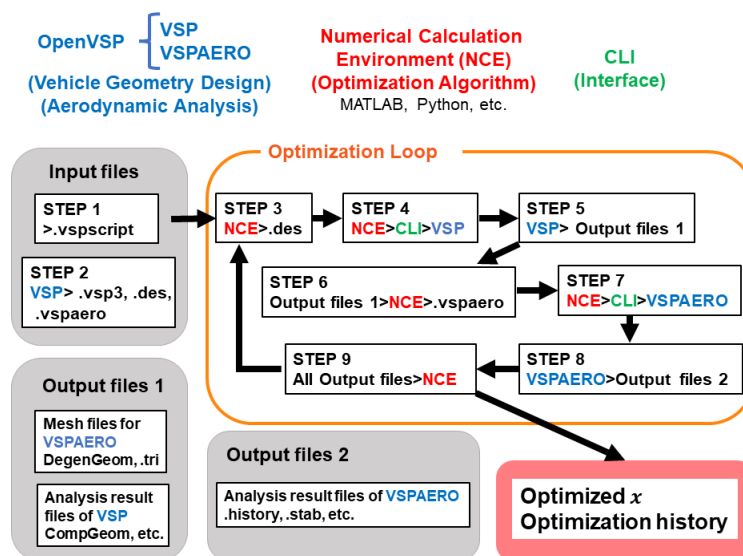 OpenVSP
VSP
VSPAERO
(Vehicle Geometry Design)
(Aerodynamic Analysis)
Numerical Calculation
Environment (NCE)
(Optimization Algorithm)
MATLAB, Python, etc.
CLI
(Interface)
Input files
STEP 1
>.vspscript
STEP 2
VSP> .vsp3, .des,
.vspaero
Optimization Loop
STEP 3
NCE>.des
STEP 4
NCE>CLI>VSP
STEP 5
VSP> Output files 1
STEP 6
Output files 1>NCE>.vspaero
STEP 7
NCE>CLI>VSPAERO
STEP 8
VSPAERO>Output files 2
STEP 9
All Output files>NCE
Output files 1
Mesh files for
VSPAERO
DegenGeom, .tri
Analysis result
files of VSP
CompGeom, etc.
Output files 2
Analysis result files of VSPAERO
.history, .stab, etc.
Optimized x
Optimization history